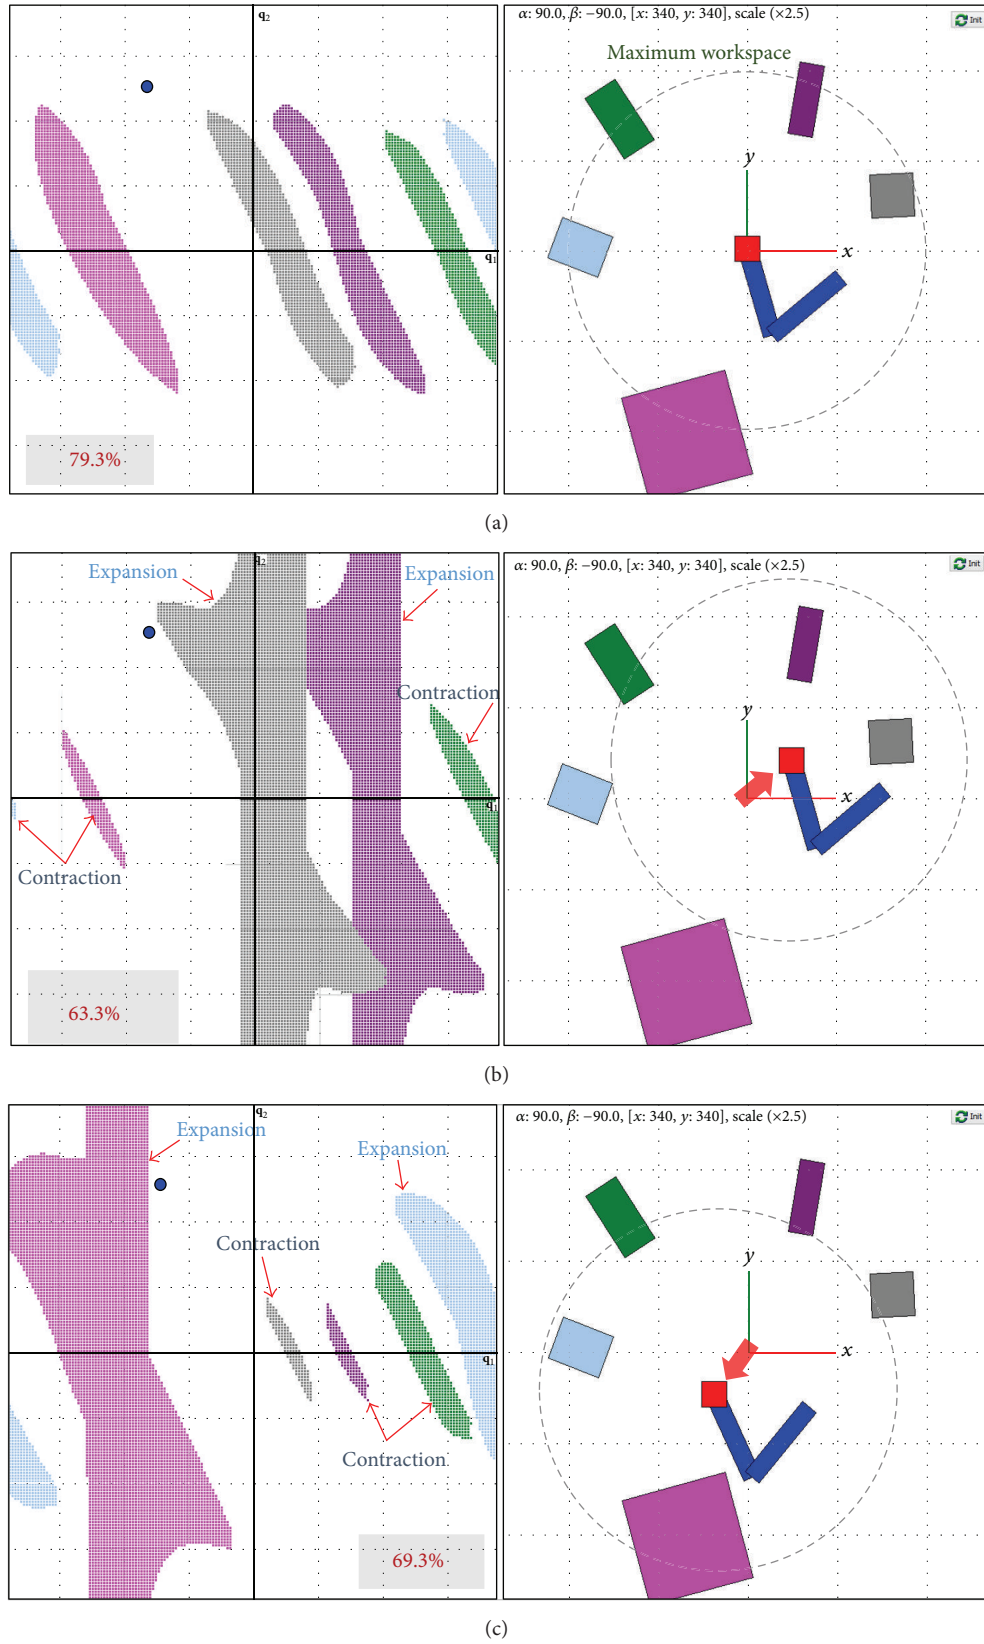 q₂
q₁
79.3%
α: 90.0, β: −90.0, [x: 340, y: 340], scale (×2.5)
Init
Maximum workspace
y
x
(a)
q₂
Expansion
Expansion
Contraction
q₁
Contraction
63.3%
α: 90.0, β: −90.0, [x: 340, y: 340], scale (×2.5)
Init
y
x
(b)
q₂
Expansion
Expansion
Contraction
q₁
Contraction
69.3%
α: 90.0, β: −90.0, [x: 340, y: 340], scale (×2.5)
Init
y
x
(c)